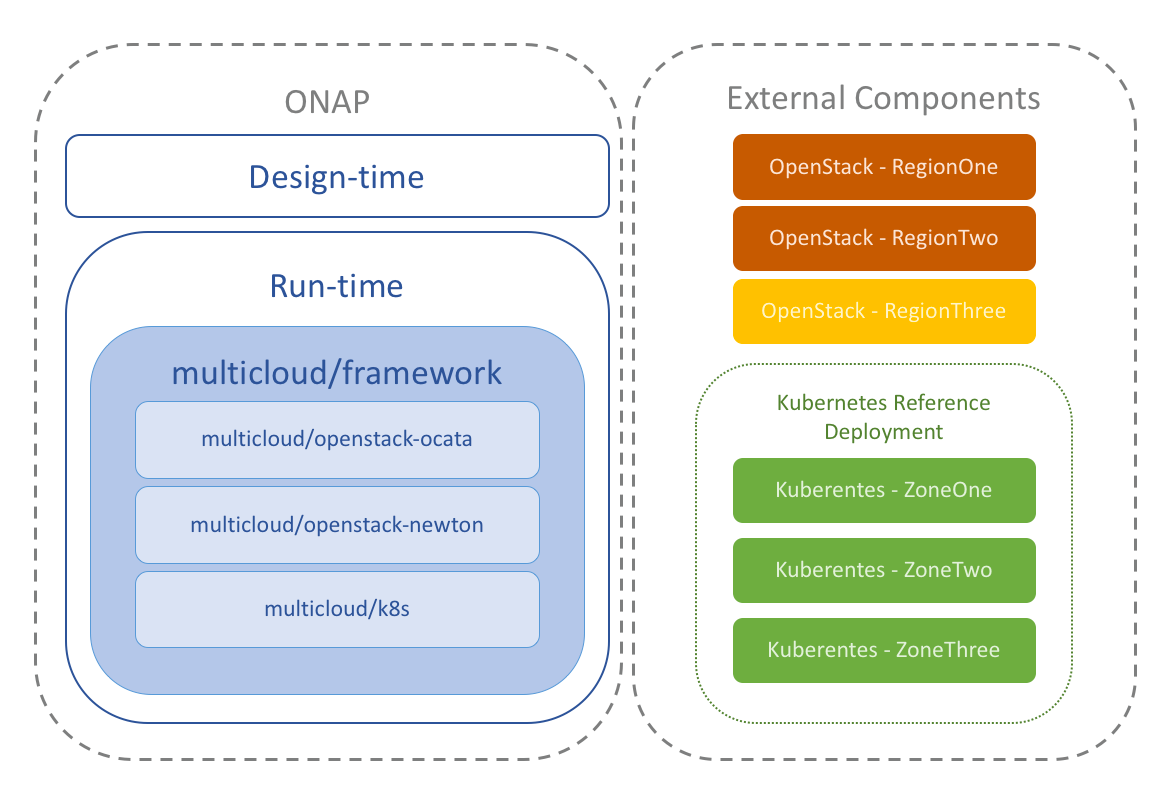 ONAP
Design-time
Run-time
multicloud/framework
multicloud/openstack-ocata
multicloud/openstack-newton
multicloud/k8s
External Components
OpenStack - RegionOne
OpenStack - RegionTwo
OpenStack - RegionThree
Kubernetes Reference
Deployment
Kuberentes - ZoneOne
Kuberentes - ZoneTwo
Kuberentes - ZoneThree